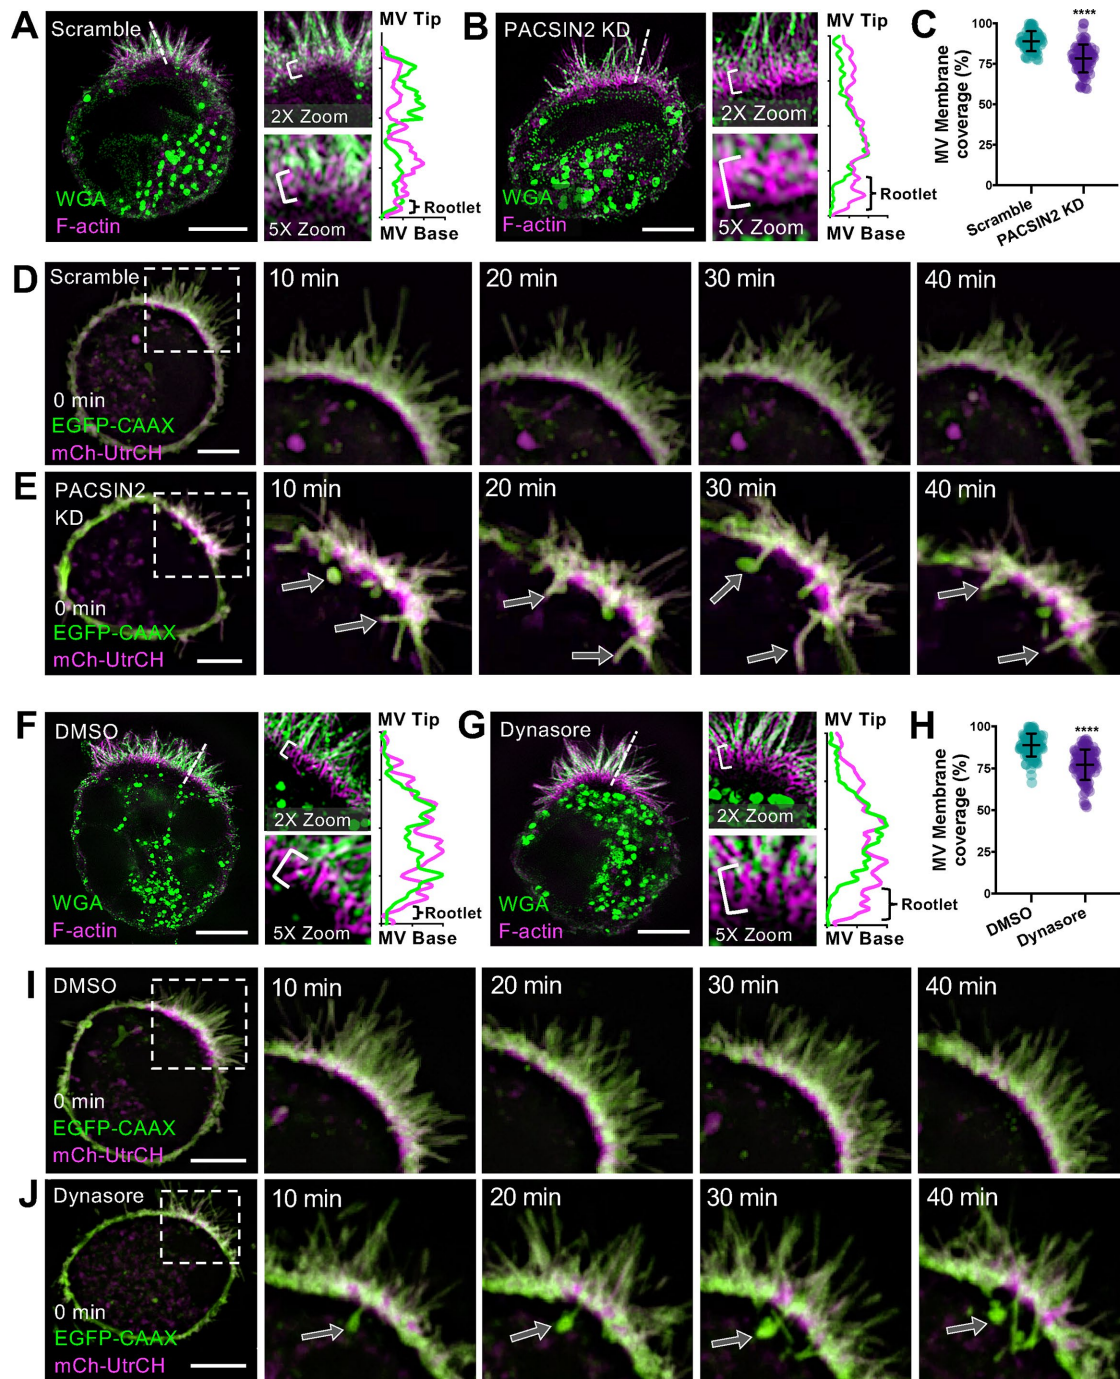 A
Scramble
WGA
F-actin
2X Zoom
5X Zoom
MV Tip
Rootlet
MV Base
B
PACSIN2 KD
WGA
F-actin
2X Zoom
5X Zoom
MV Tip
Rootlet
MV Base
C
MV Membrane
coverage (%)
100
75
50
25
0
****
Scramble
PACSIN2 KD
D
Scramble
0 min
EGFP-CAAX
mCh-UtrCH
10 min
20 min
30 min
40 min
E
PACSIN2
KD
0 min
EGFP-CAAX
mCh-UtrCH
10 min
20 min
30 min
40 min
F
DMSO
WGA
F-actin
2X Zoom
5X Zoom
MV Tip
Rootlet
MV Base
G
Dynasore
WGA
F-actin
2X Zoom
5X Zoom
MV Tip
Rootlet
MV Base
H
MV Membrane
coverage (%)
100
75
50
25
0
****
DMSO
Dynasore
I
DMSO
0 min
EGFP-CAAX
mCh-UtrCH
10 min
20 min
30 min
40 min
J
Dynasore
0 min
EGFP-CAAX
mCh-UtrCH
10 min
20 min
30 min
40 min